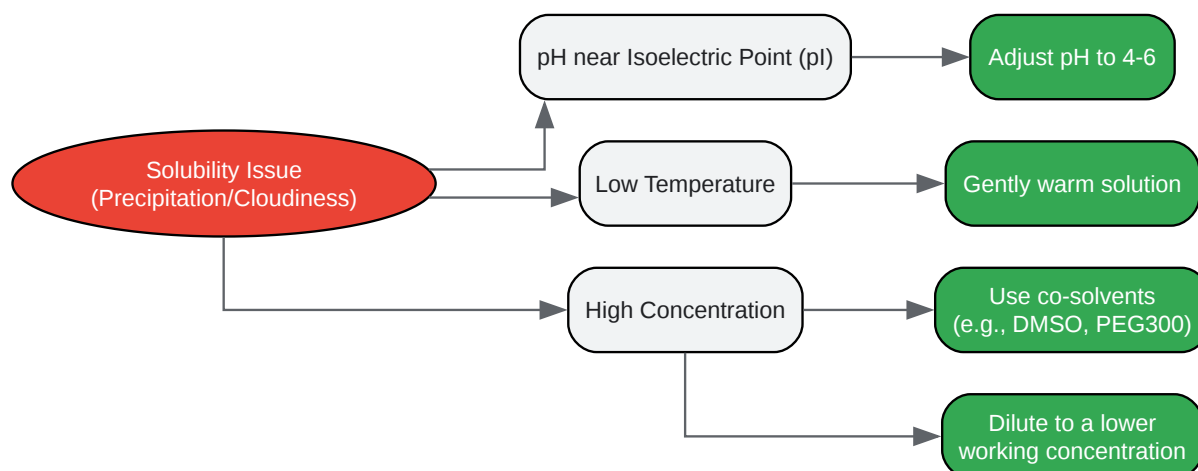 pH near Isoelectric Point (pI)
Adjust pH to 4-6
Solubility Issue
(Precipitation/Cloudiness)
Low Temperature
Gently warm solution
High Concentration
Use co-solvents
(e.g., DMSO, PEG300)
Dilute to a lower
working concentration